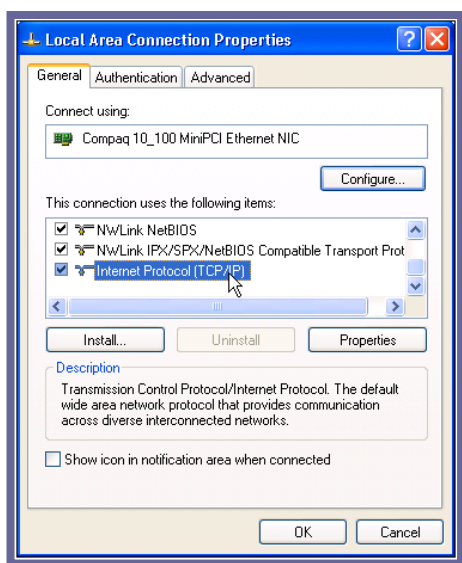 Local Area Connection Properties
General Authentication Advanced
Connect using:
Compaq 10_100 MiniPCI Ethernet NIC
Configure...
This connection uses the following items:
NWLink NetBIOS
NWLink IPX/SPX/NetBIOS Compatible Transport Prot
Internet Protocol (TCP/IP)
Install... Uninstall Properties
Description
Transmission Control Protocol/Internet Protocol. The default
wide area network protocol that provides communication
across diverse interconnected networks.
Show icon in notification area when connected
OK Cancel